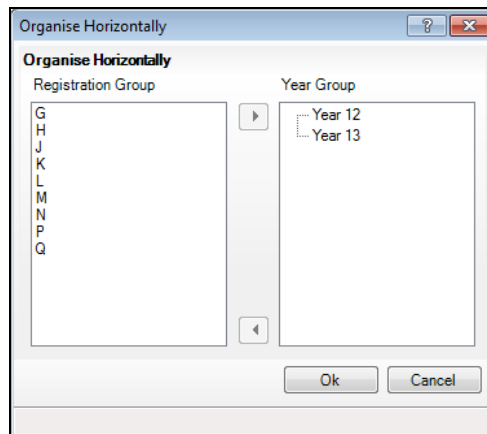 Organise Horizontally
?
Organise Horizontally
Registration Group
Year Group
G
H
J
K
L
M
N
P
Q
Year 12
Year 13
Ok
Cancel